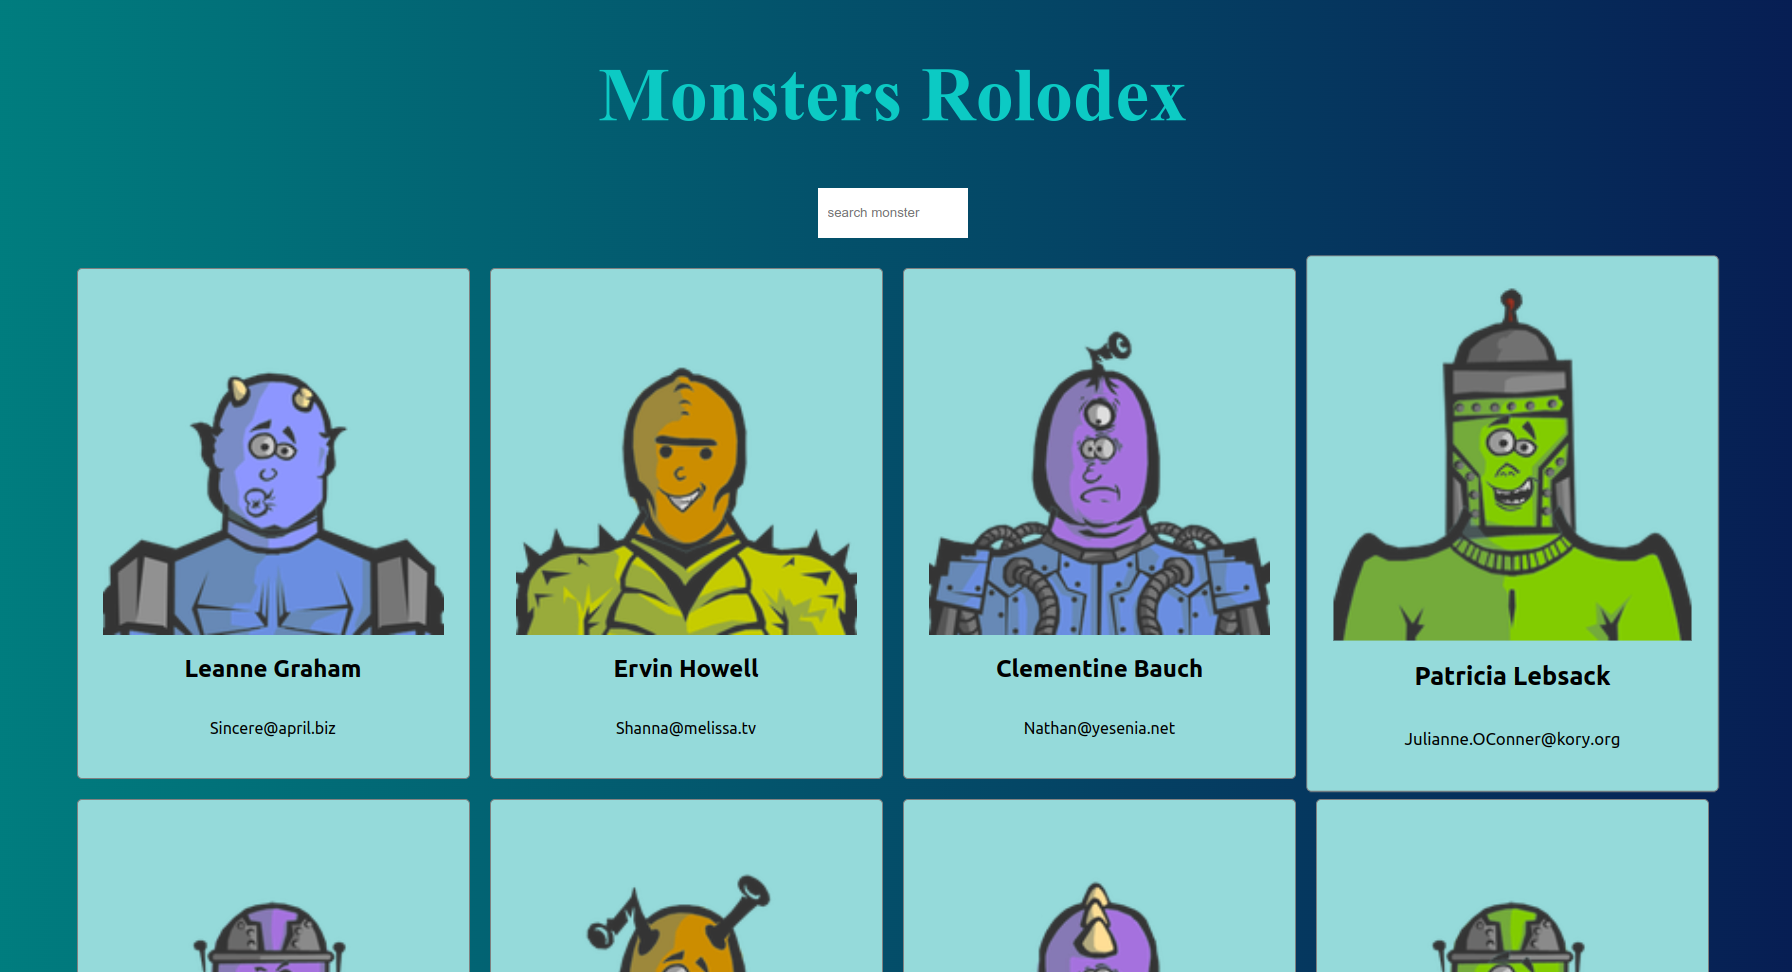 Monsters Rolodex
search monster
Leanne Graham
Sincere@april.biz
Ervin Howell
Shanna@melissa.tv
Clementine Bauch
Nathan@yesenia.net
Patricia Lebsack
Julianne.OConner@kory.org